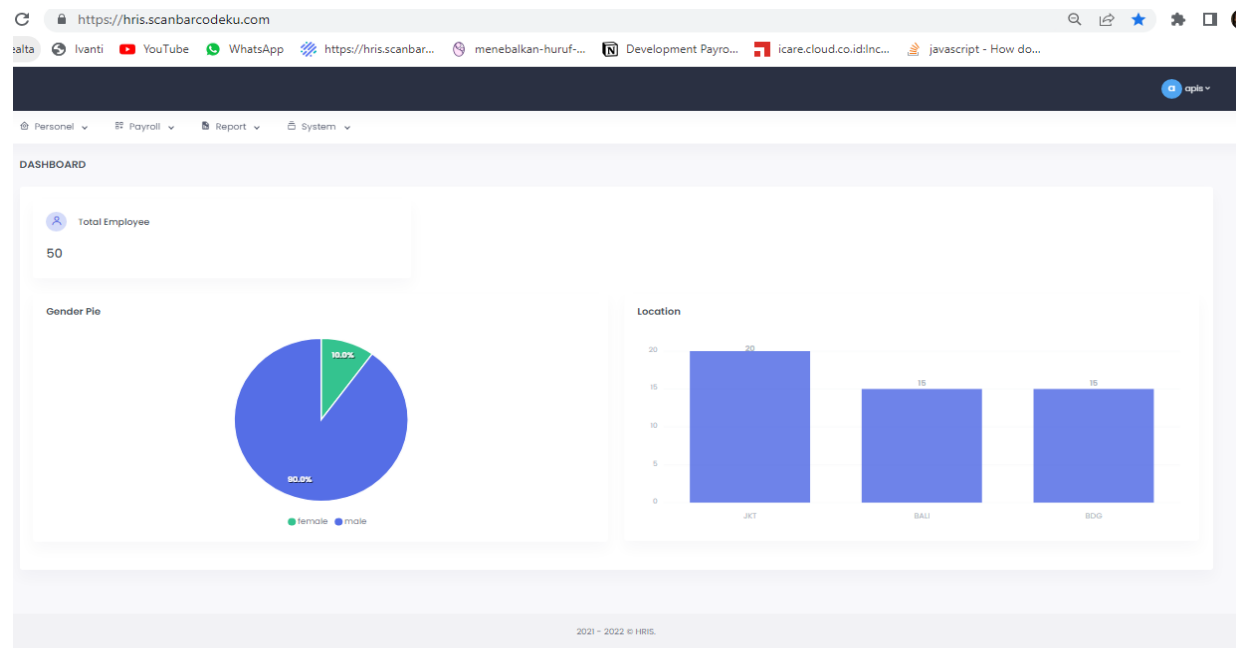 https://hris.scanbarcodeku.com
ealta Ivanti YouTube WhatsApp https://hris.scanbar... menebalkan-huruf-... Development Payro... icare.cloud.co.id:Inc... javascript - How do...
a apis
Personel Payroll Report System
DASHBOARD
Total Employee
50
Gender Pie
10.0%
90.0%
female male
Location
20
15
10
5
0
20
15
15
JKT BALI BDG
2021 - 2022 © HRIS.